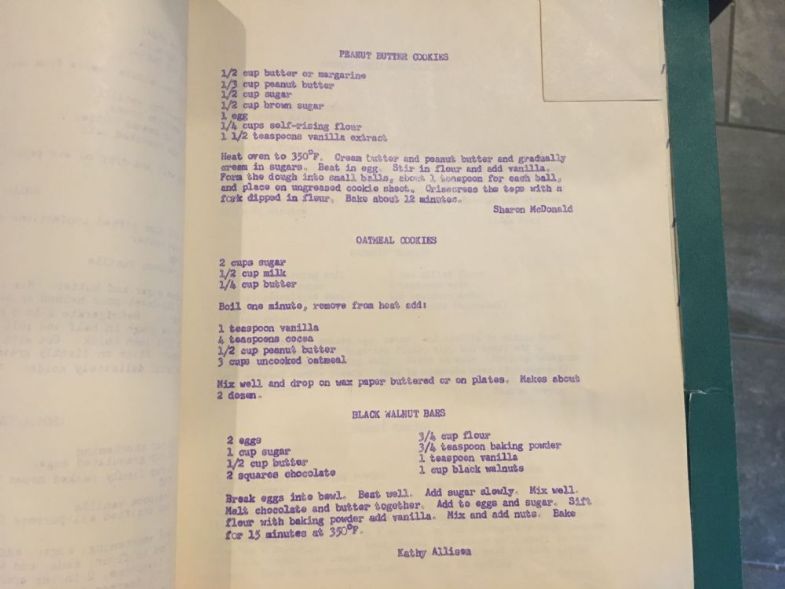 PEANUT BUTTER COOKIES
1/2 cup butter or margarine
1/3 cup peanut butter
1/2 cup sugar
1/2 cup brown sugar
1 egg
1/4 cups self-rising flour
1 1/2 teaspoons vanilla extract
Heat oven to 350°F. Cream butter and peanut butter and gradually
cream in sugars. Beat in egg. Stir in flour and add vanilla.
Form the dough into small balls, about 1 teaspoon for each ball,
and place on ungreased cookie sheet. Crisscross the tops with a
fork dipped in flour. Bake about 12 minutes.
Sharon McDonald
OATMEAL COOKIES
2 cups sugar
1/2 cup milk
1/4 cup butter
Boil one minute, remove from heat add:
1 teaspoon vanilla
4 teaspoons cocoa
1/2 cup peanut butter
3 cups uncooked oatmeal
Mix well and drop on wax paper buttered or on plates. Makes about
2 dozen.
BLACK WALNUT BARS
2 eggs
1 cup sugar
1/2 cup butter
2 squares chocolate
3/4 cup flour
3/4 teaspoon baking powder
1 teaspoon vanilla
1 cup black walnuts
Break eggs into bowl. Beat well. Add sugar slowly. Mix well.
Melt chocolate and butter together. Add to eggs and sugar. Sift
flour with baking powder add vanilla. Mix and add nuts. Bake
for 15 minutes at 350°F.
Kathy Allison